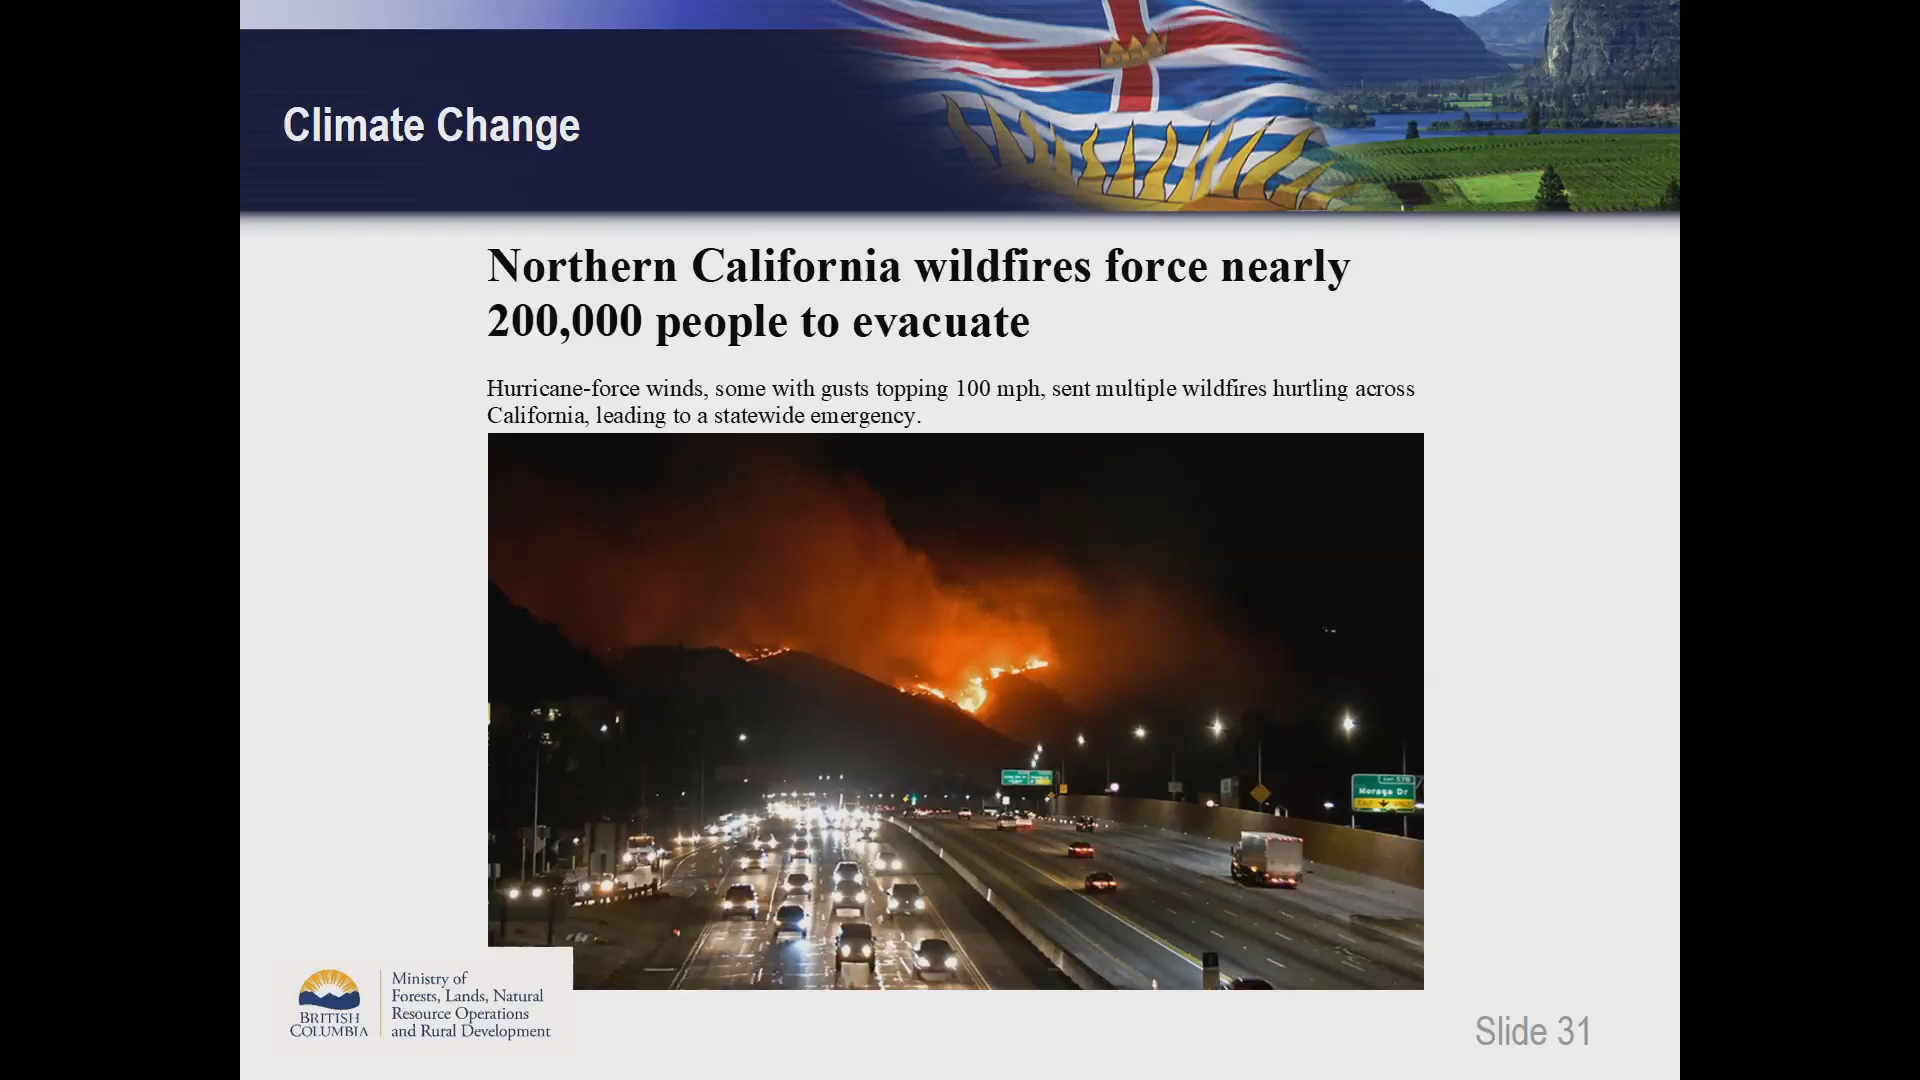 Climate Change
Northern California wildfires force nearly
200,000 people to evacuate
Hurricane-force winds, some with gusts topping 100 mph, sent multiple wildfires hurtling across
California, leading to a statewide emergency.
Moraga Dr
BRITISH
COLUMBIA
Ministry of
Forests, Lands, Natural
Resource Operations
and Rural Development
Slide 31